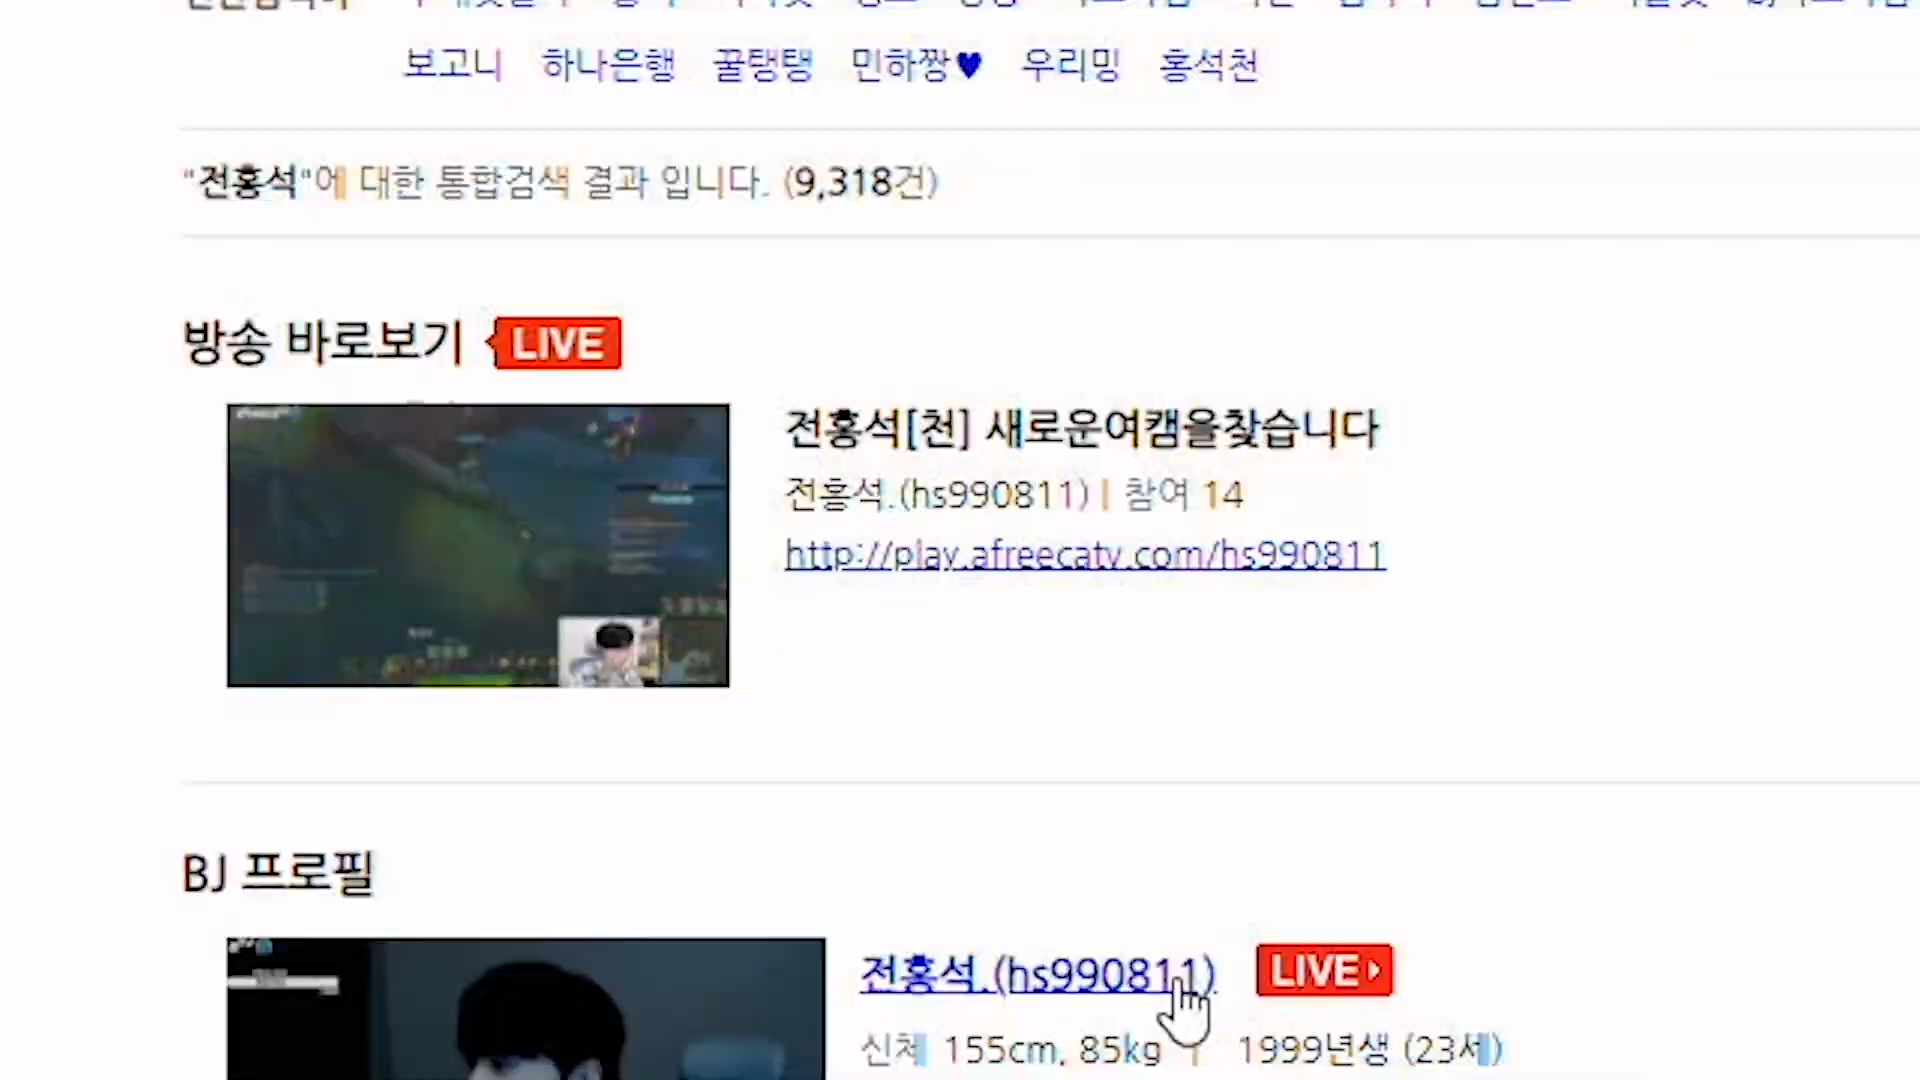 보고니 하나은행 꿀탱탱 민하짱♥ 우리밍 홍석천
"전홍석"에 대한 통합검색 결과 입니다. (9,318건)
방송 바로보기 LIVE
전홍석[천] 새로운여캠을찾습니다
전홍석.(hs990811) | 참여 14
http://play.afreecatv.com/hs990811
BJ 프로필
전홍석.(hs990811) LIVE
신체 155cm, 85kg | 1999년생 (23세)